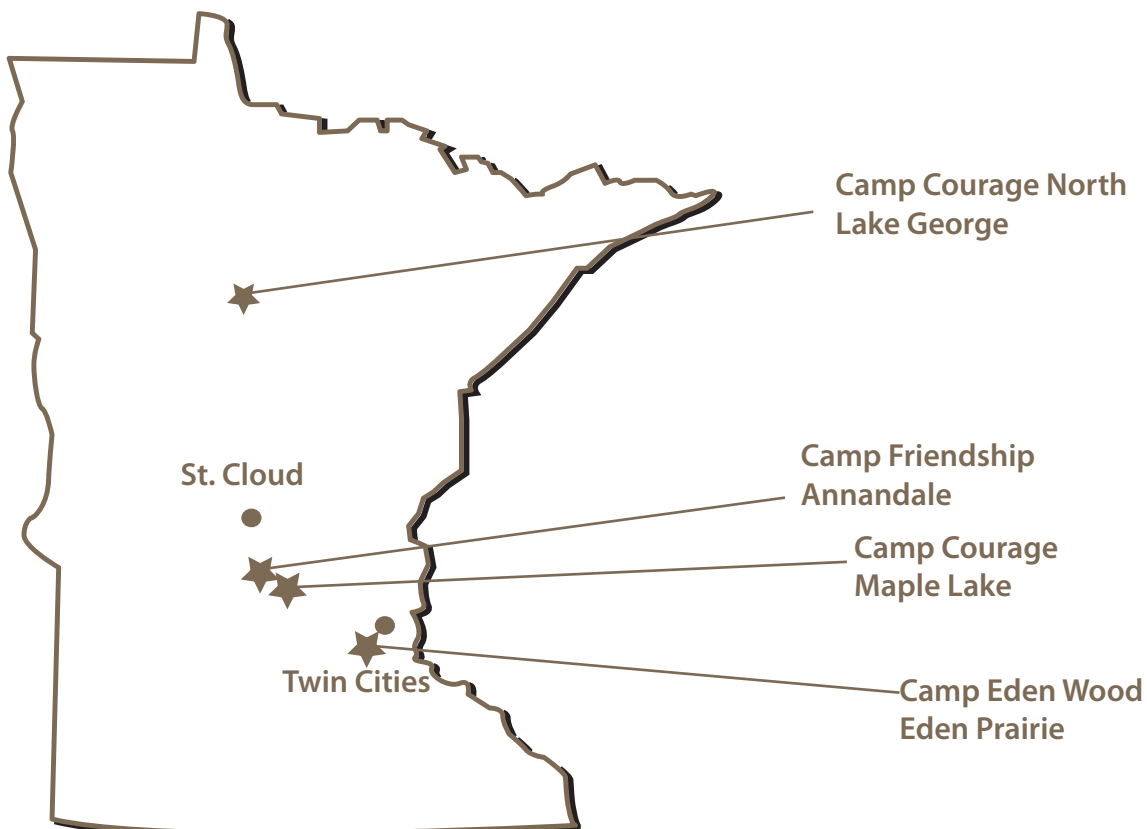 Camp Courage North
Lake George
St. Cloud
Camp Friendship
Annandale
Camp Courage
Maple Lake
Twin Cities
Camp Eden Wood
Eden Prairie